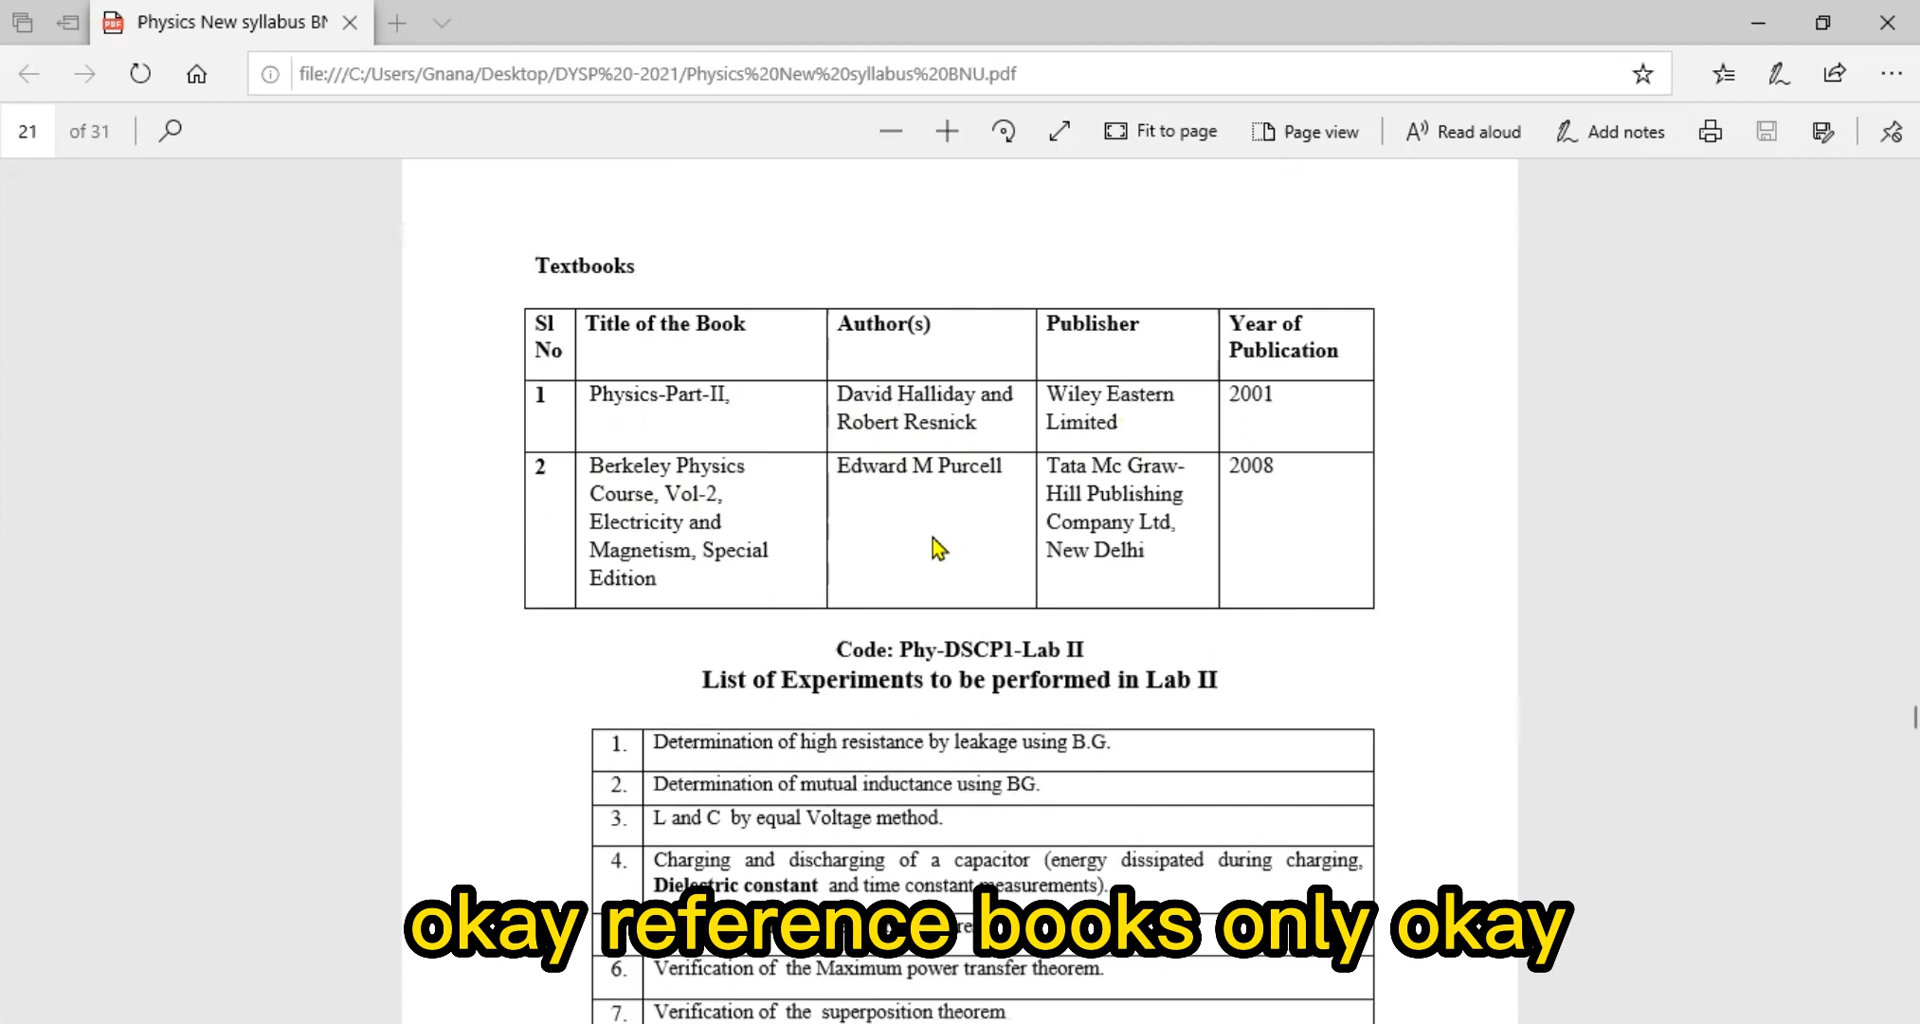 Physics New syllabus BN
file:///C:/Users/Gnana/Desktop/DYSP%20-2021/Physics%20New%20syllabus%20BNU.pdf
21 of 31 Fit to page Page view Read aloud Add notes
Textbooks
Sl No Title of the Book Author(s) Publisher Year of Publication
1 Physics-Part-II, David Halliday and Wiley Eastern 2001
Robert Resnick Limited
2 Berkeley Physics Edward M Purcell Tata Mc Graw- 2008
Course, Vol-2, Hill Publishing
Electricity and Company Ltd,
Magnetism, Special New Delhi
Edition
Code: Phy-DSCP1-Lab II
List of Experiments to be performed in Lab II
1. Determination of high resistance by leakage using B.G.
2. Determination of mutual inductance using BG.
3. L and C by equal Voltage method.
4. Charging and discharging of a capacitor (energy dissipated during charging,
Dielectric constant and time constant measurements).
okay reference books only okay
6. Verification of the Maximum power transfer theorem.
7. Verification of the superposition theorem